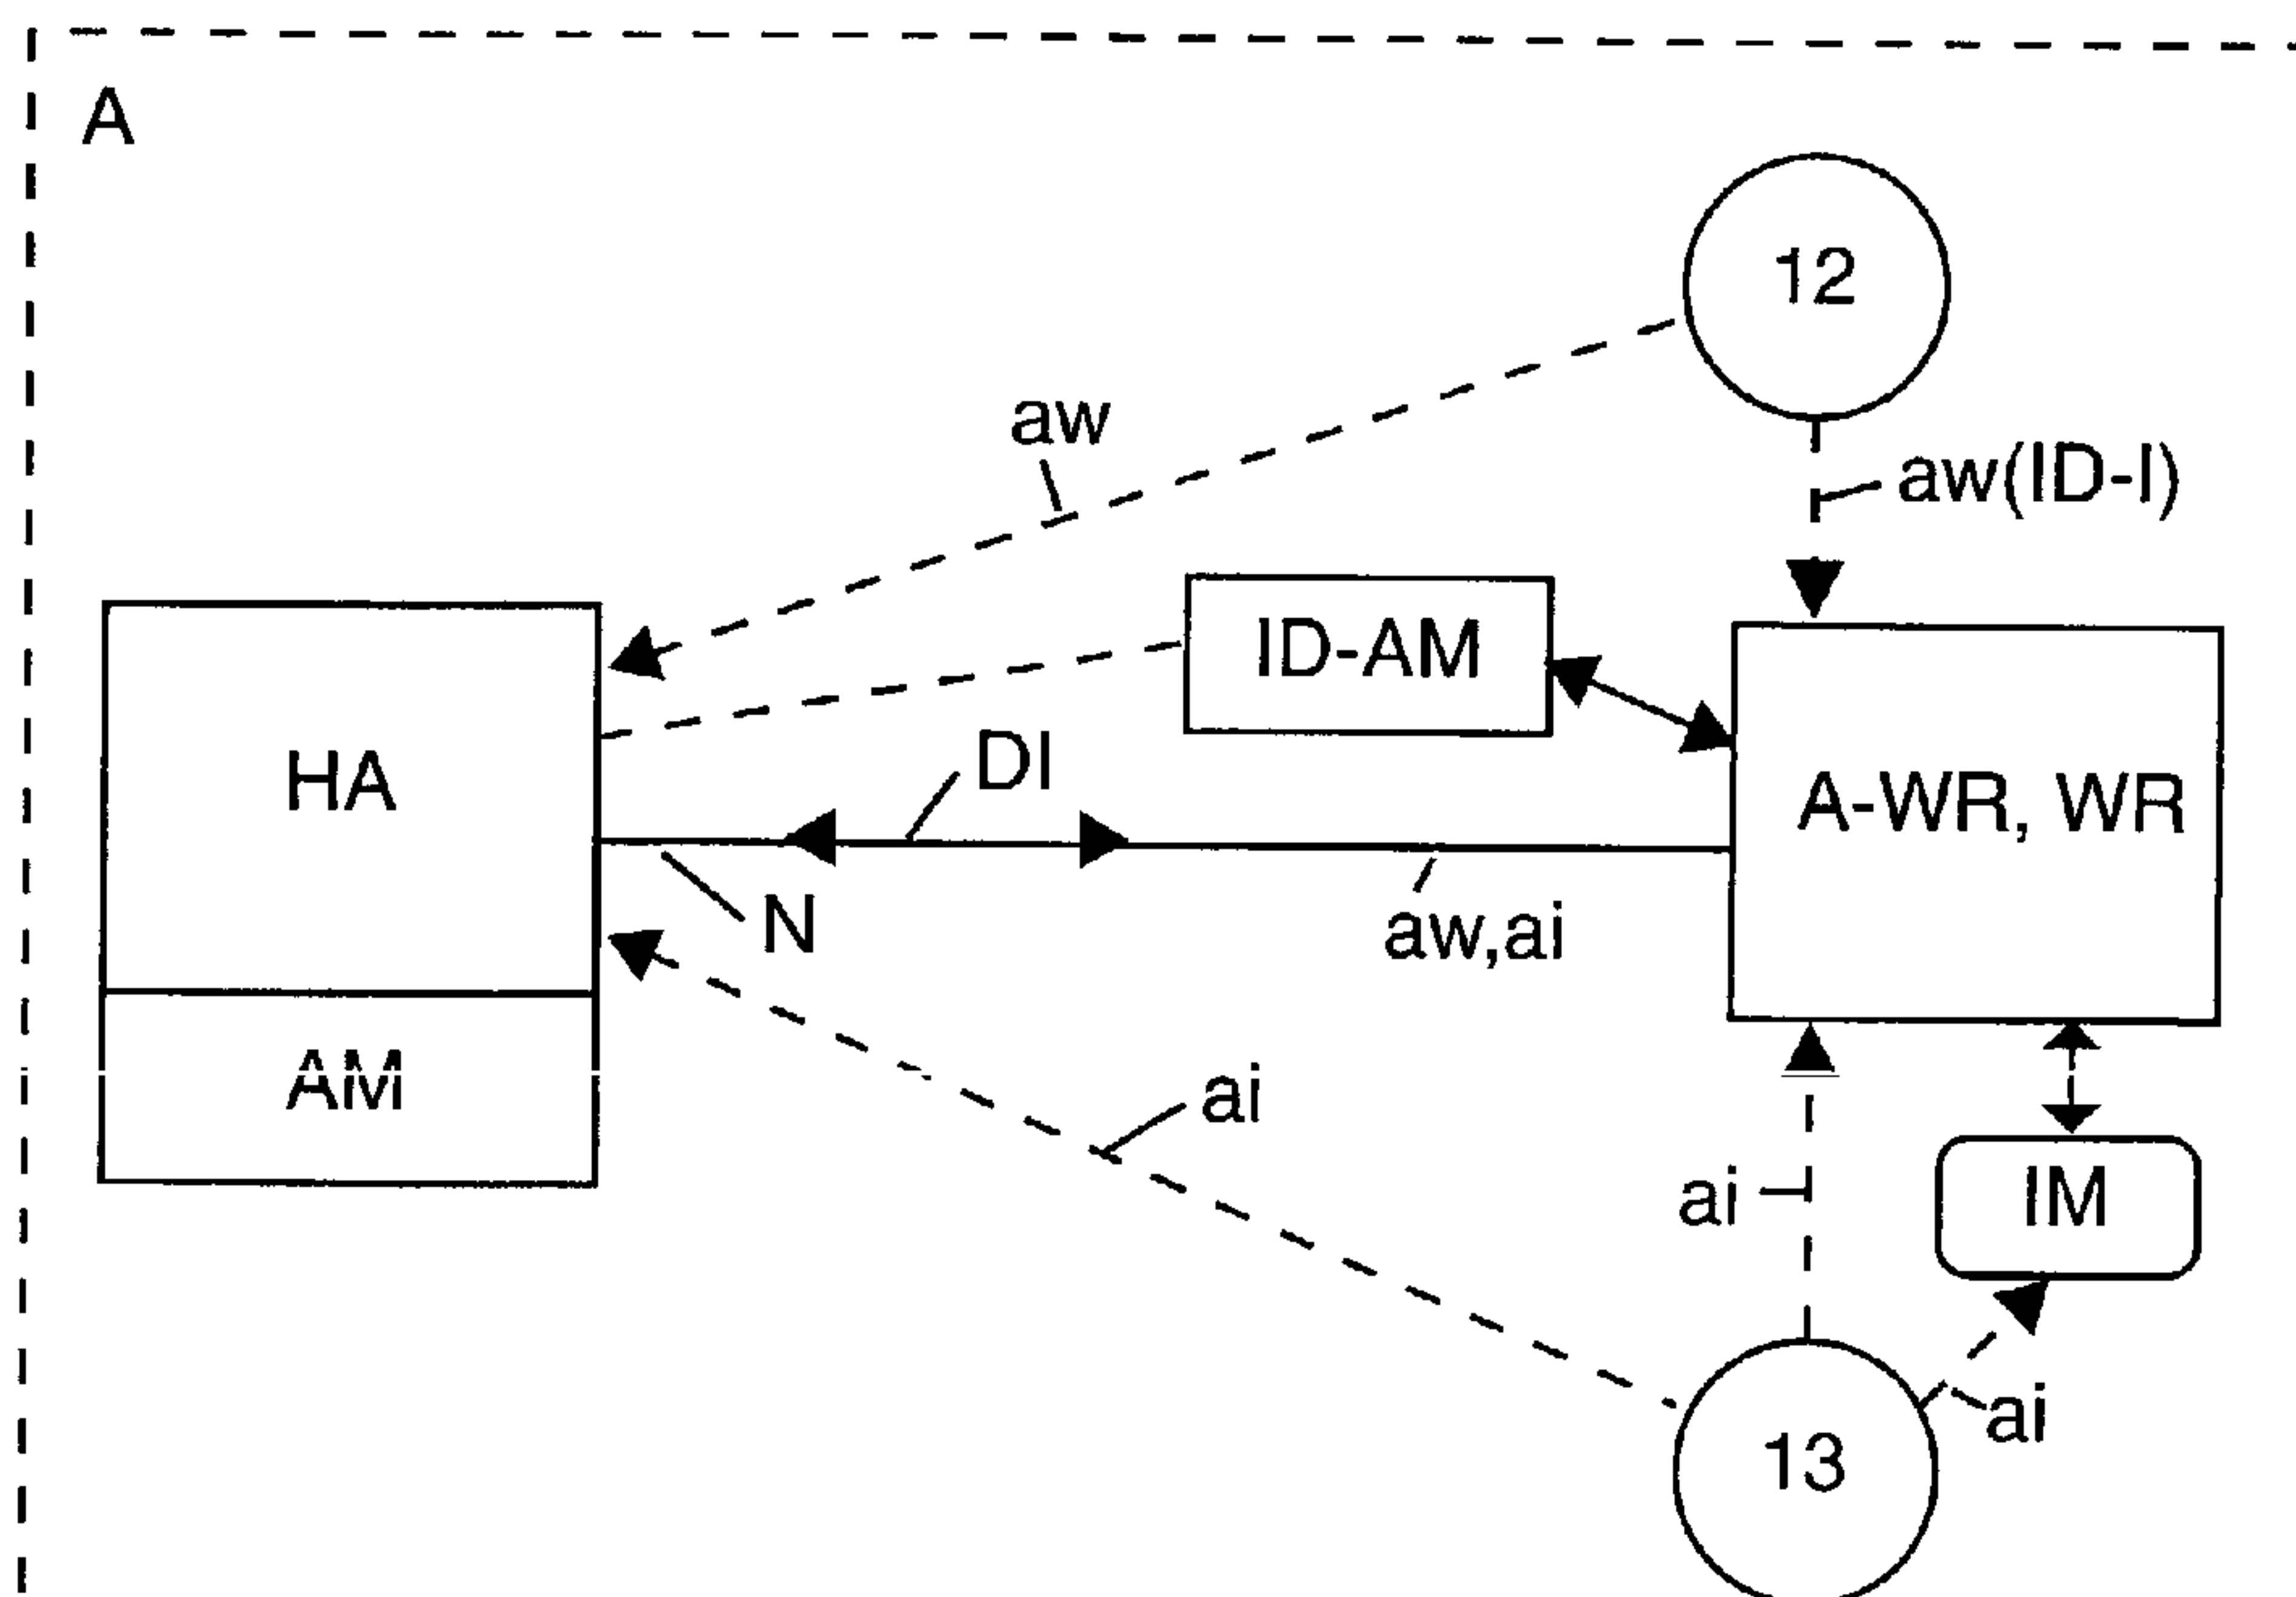 A
12
aw
aw(ID-I)
ID-AM
DI
HA
A-WR, WR
N
aw,ai
AM
ai
ai
IM
ai
13